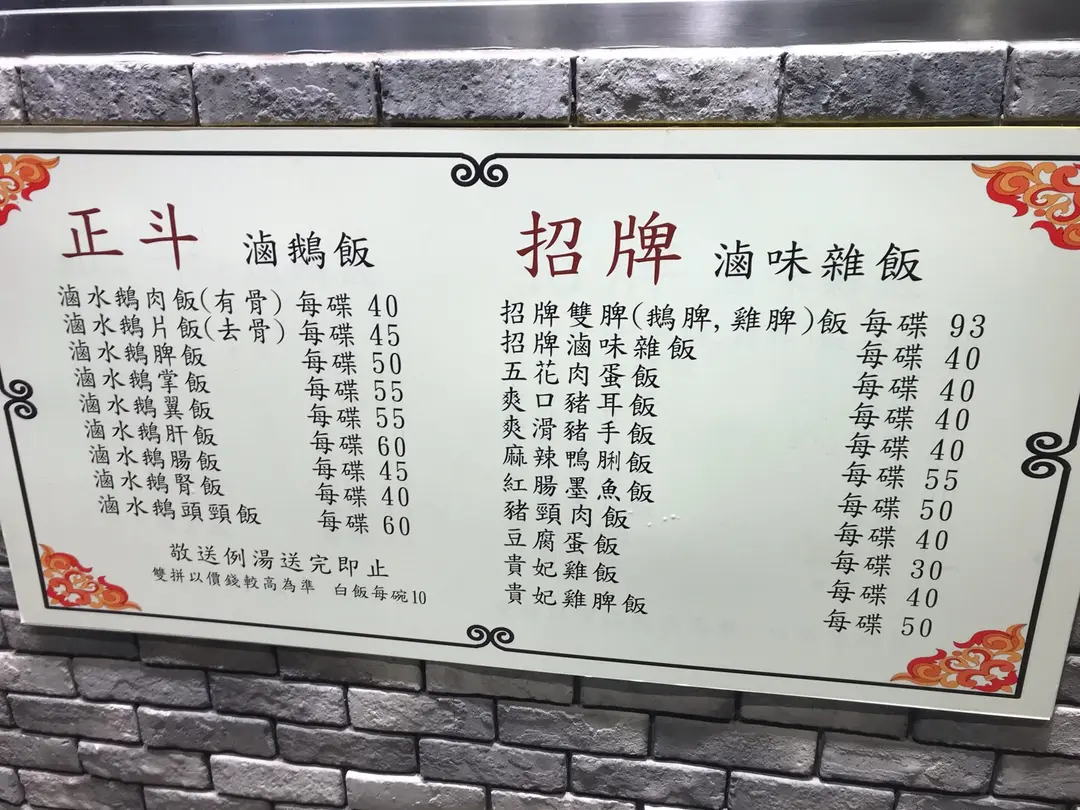 正斗 滷鵝飯
滷水鵝肉飯(有骨) 每碟 40
滷水鵝片飯(去骨) 每碟 45
滷水鵝脾飯 每碟 50
滷水鵝掌飯 每碟 55
滷水鵝翼飯 每碟 55
滷水鵝肝飯 每碟 60
滷水鵝腸飯 每碟 45
滷水鵝腎飯 每碟 40
滷水鵝頭頸飯 每碟 60
敬送例湯送完即止
雙拼以價錢較高為準 白飯每碗10
招牌 滷味雜飯
招牌雙脾(鵝脾,雞脾)飯 每碟 93
招牌滷味雜飯 每碟 40
五花肉蛋飯 每碟 40
爽口豬耳飯 每碟 40
爽滑豬手飯 每碟 40
麻辣鴨脷飯 每碟 55
紅腸墨魚飯 每碟 50
豬頸肉飯 每碟 40
豆腐蛋飯 每碟 30
貴妃雞飯 每碟 40
貴妃雞脾飯 每碟 50